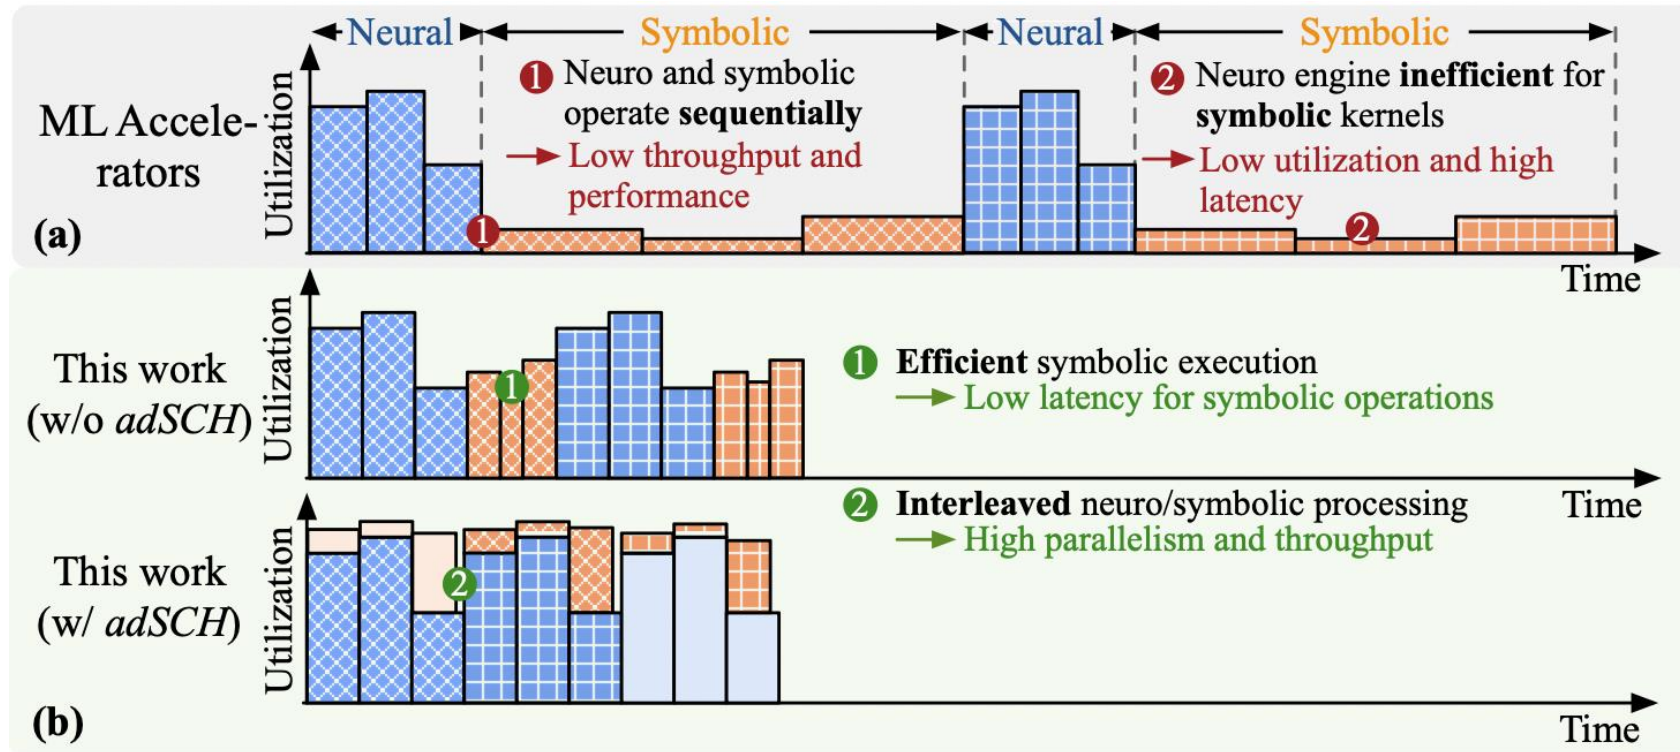 Neural
Symbolic
Neural
Symbolic
ML Accele-
rators
(a)
Utilization
1 Neuro and symbolic
operate sequentially
→ Low throughput and
performance
2 Neuro engine inefficient for
symbolic kernels
→ Low utilization and high
latency
1
2
Time
This work
(w/o adSCH)
Utilization
1
1 Efficient symbolic execution
→ Low latency for symbolic operations
Time
This work
(w/ adSCH)
(b)
Utilization
2
2 Interleaved neuro/symbolic processing
→ High parallelism and throughput
Time